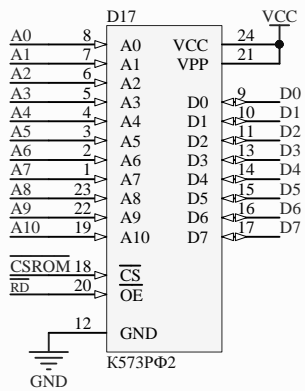 D17 VCC
A0 8 A0 VCC 24
A1 7 A1 VPP 21
A2 6 A2
A3 5 A3 D0 9 D0
A4 4 A4 D1 10 D1
A5 3 A5 D2 11 D2
A6 2 A6 D3 13 D3
A7 1 A7 D4 14 D4
A8 23 A8 D5 15 D5
A9 22 A9 D6 16 D6
A10 19 A10 D7 17 D7
CSROM 18 CS
RD 20 OE
12 GND
GND К573РФ2